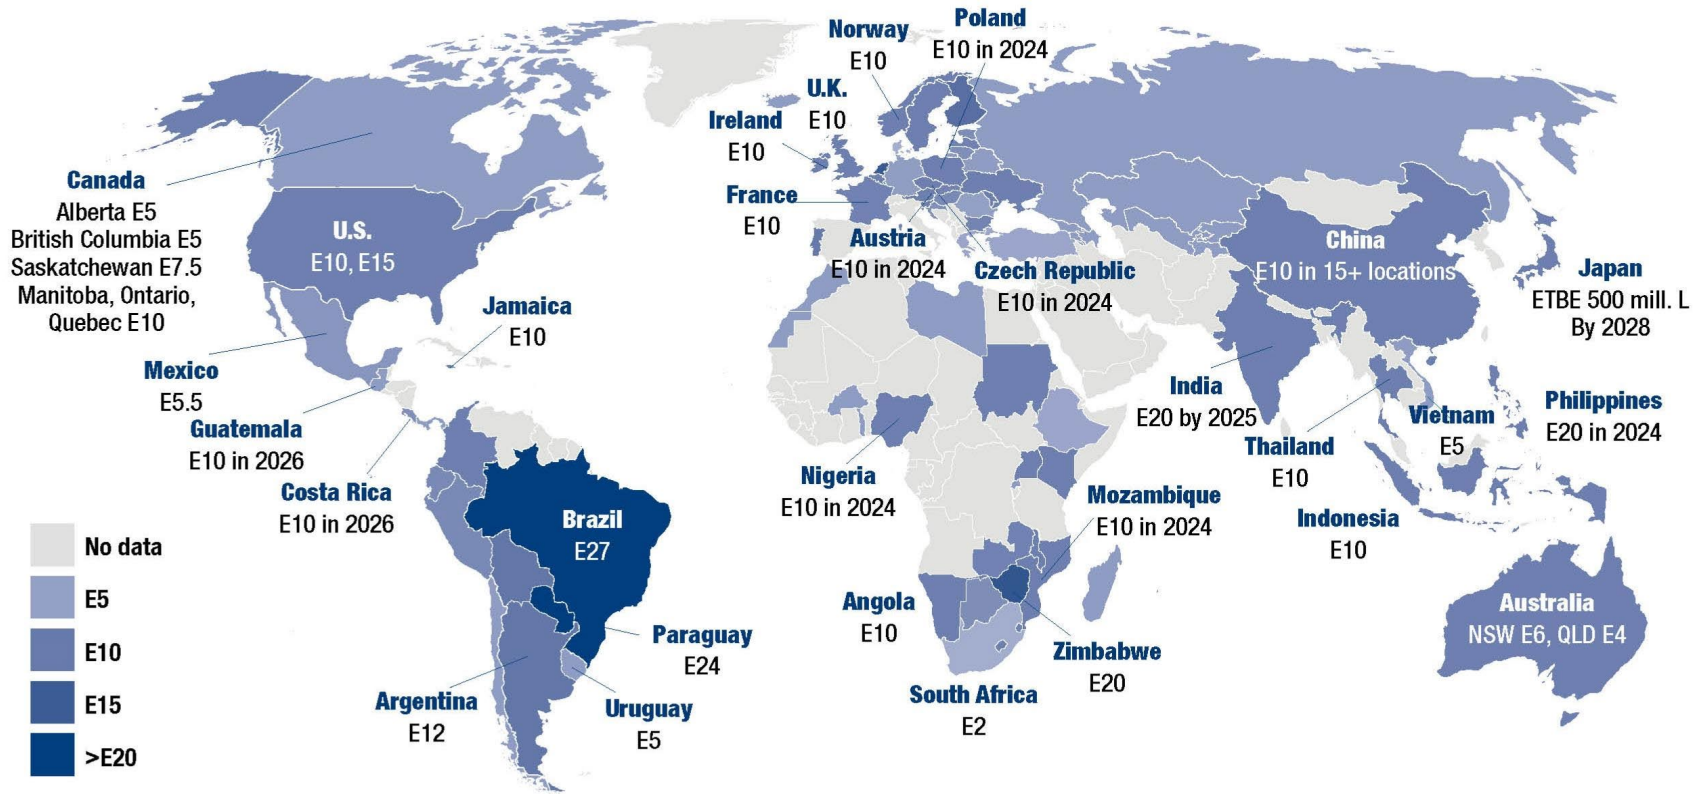 Norway
E10
Poland
E10 in 2024
U.K.
E10
Ireland
E10
France
E10
Austria
E10 in 2024
Czech Republic
E10 in 2024
Canada
Alberta E5
British Columbia E5
Saskatchewan E7.5
Manitoba, Ontario,
Quebec E10
U.S.
E10, E15
Jamaica
E10
Mexico
E5.5
Guatemala
E10 in 2026
Costa Rica
E10 in 2026
Brazil
E27
Paraguay
E24
Argentina
E12
Uruguay
E5
China
E10 in 15+ locations
Japan
ETBE 500 mill. L
By 2028
India
E20 by 2025
Thailand
E10
Vietnam
E5
Philippines
E20 in 2024
Indonesia
E10
Nigeria
E10 in 2024
Mozambique
E10 in 2024
Angola
E10
Zimbabwe
E20
South Africa
E2
Australia
NSW E6, QLD E4
No data
E5
E10
E15
>E20